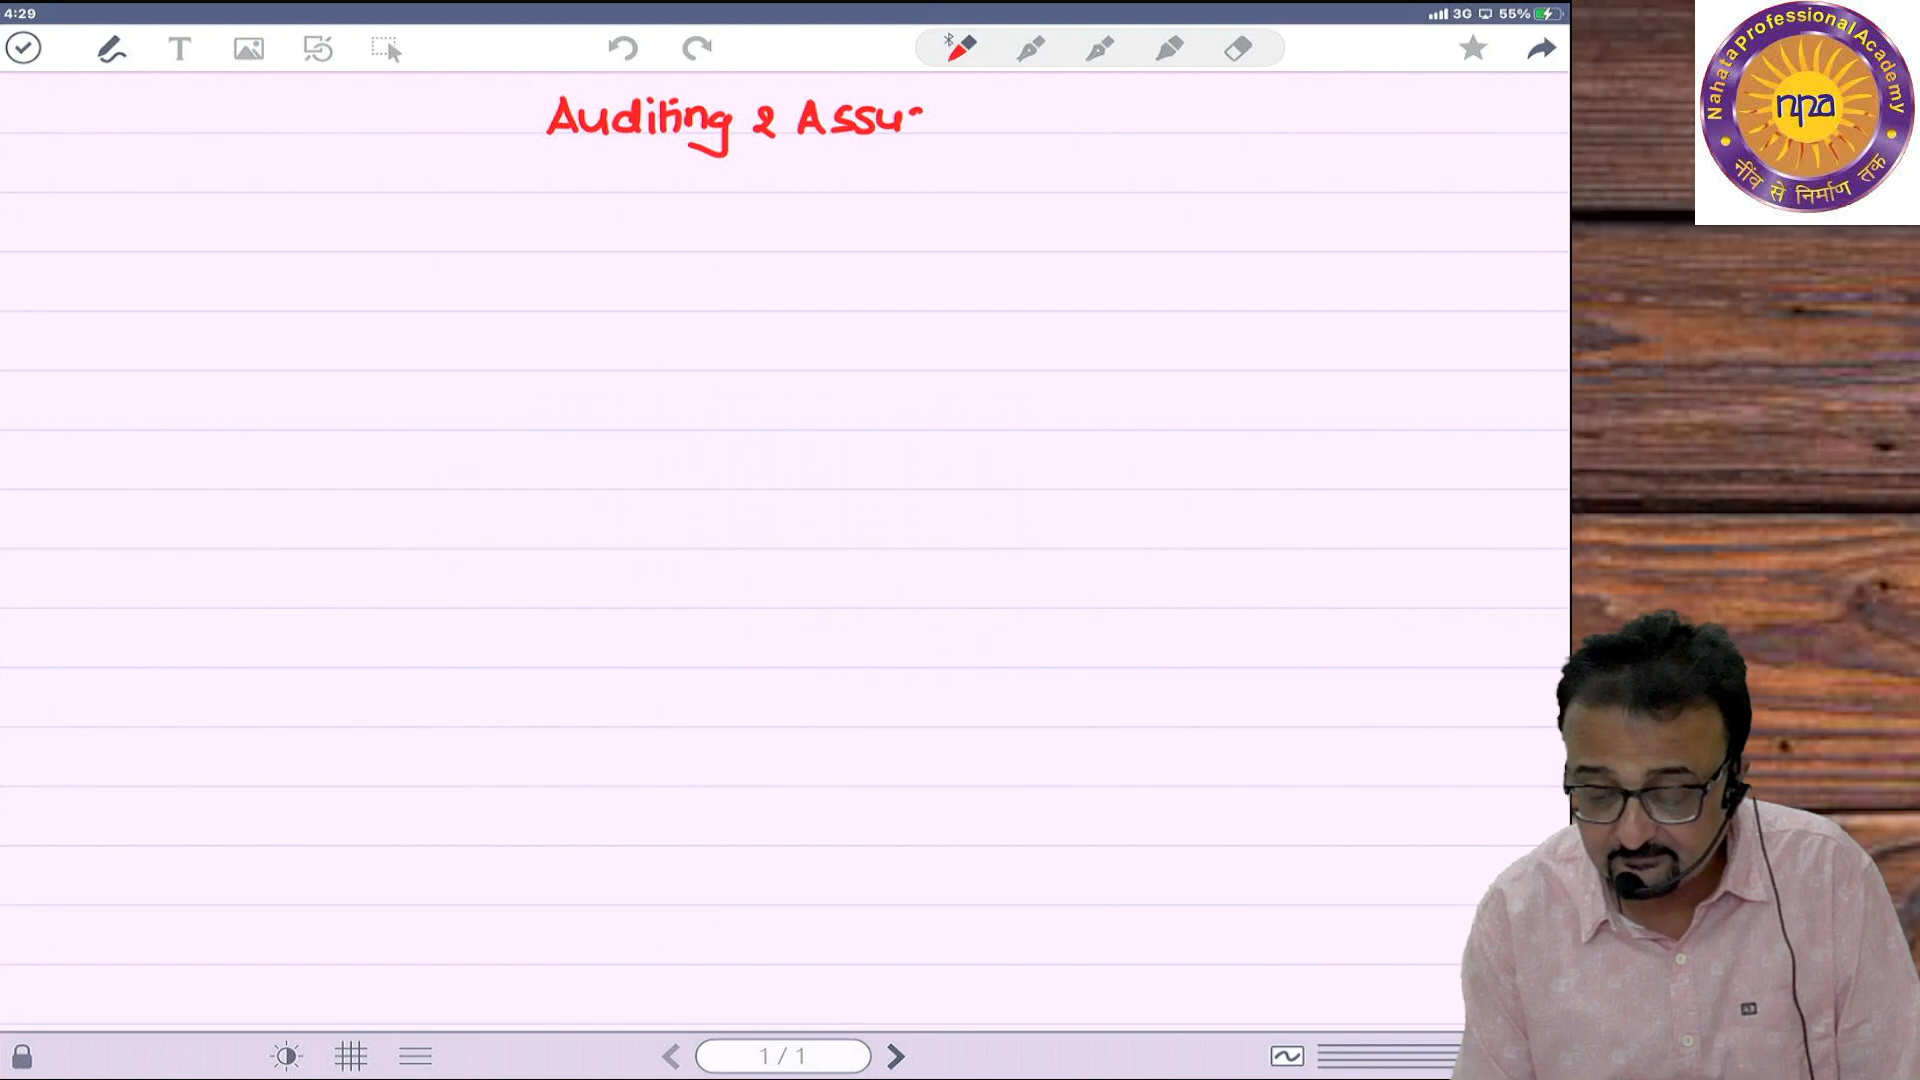 4:29
3G 55%
Auditing & Assu
1 / 1
Nahata Professional Academy
npa
नींव से निर्माण तक